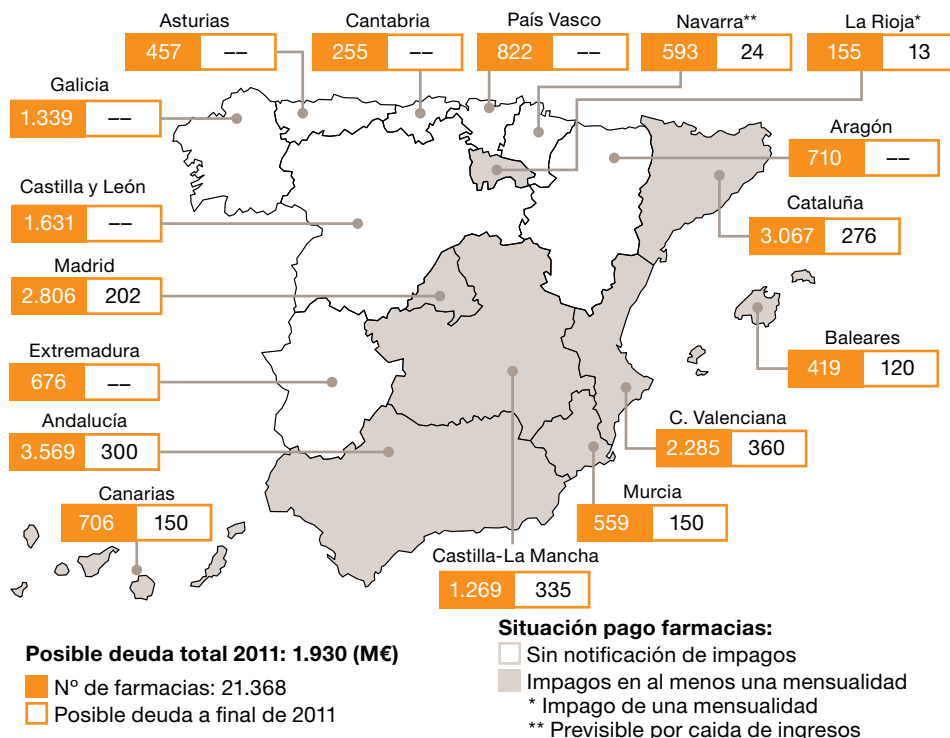 Asturias
457 --
Cantabria
255 --
País Vasco
822 --
Navarra**
593 24
La Rioja*
155 13
Galicia
1.339 --
Aragón
710 --
Castilla y León
1.631 --
Cataluña
3.067 276
Madrid
2.806 202
Baleares
419 120
Extremadura
676 --
Andalucía
3.569 300
C. Valenciana
2.285 360
Canarias
706 150
Murcia
559 150
Castilla-La Mancha
1.269 335
Posible deuda total 2011: 1.930 (M€)
Nº de farmacias: 21.368
Posible deuda a final de 2011
Situación pago farmacias:
Sin notificación de impagos
Impagos en al menos una mensualidad
* Impago de una mensualidad
** Previsible por caida de ingresos